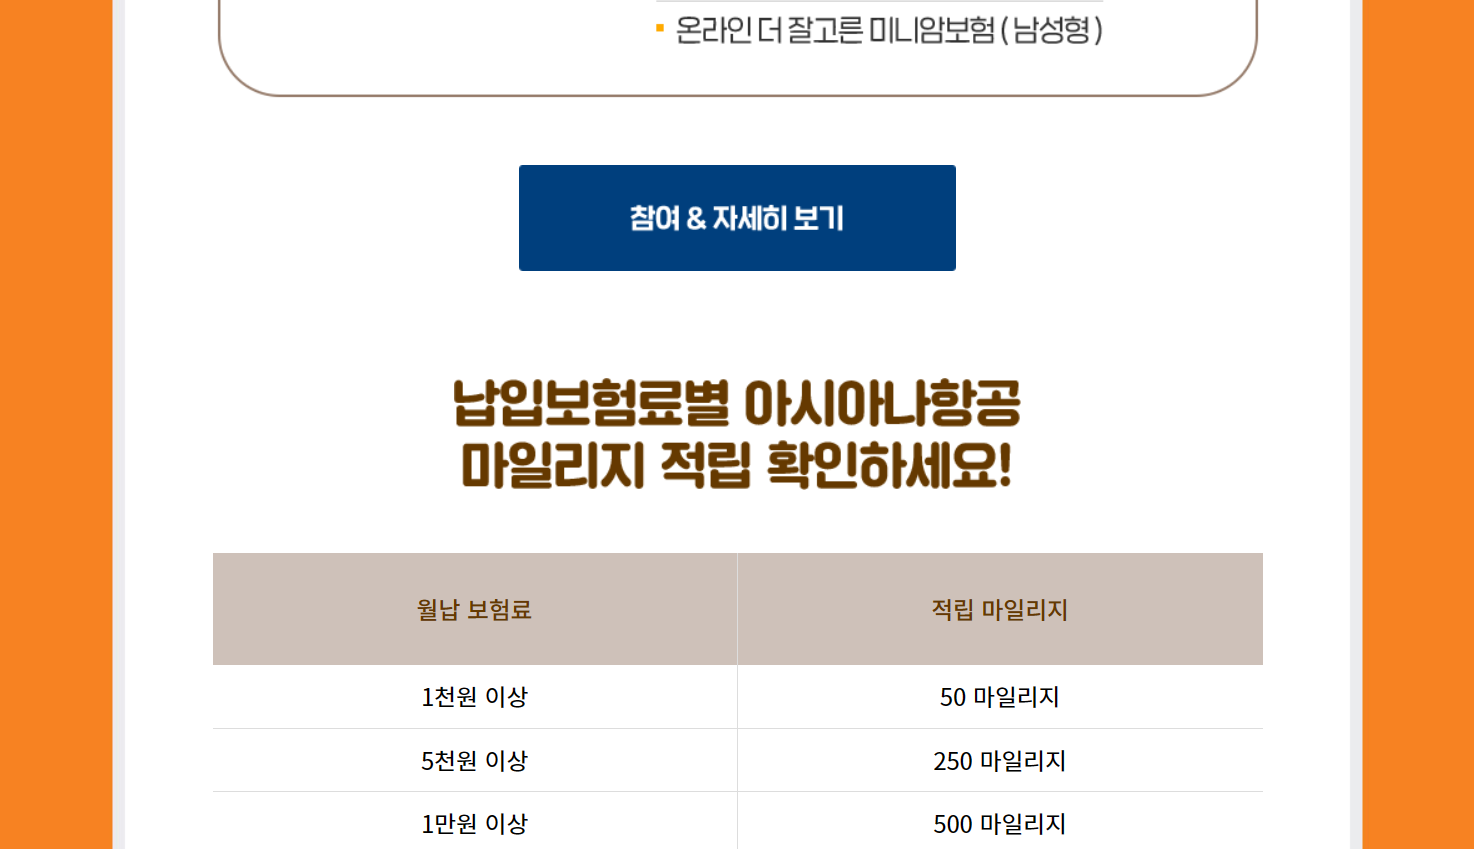 온라인 더 잘고른 미니암보험 ( 남성형 )
참여 & 자세히 보기
납입보험료별 아시아나항공
마일리지 적립 확인하세요!
월납 보험료
적립 마일리지
1천원 이상
50 마일리지
5천원 이상
250 마일리지
1만원 이상
500 마일리지